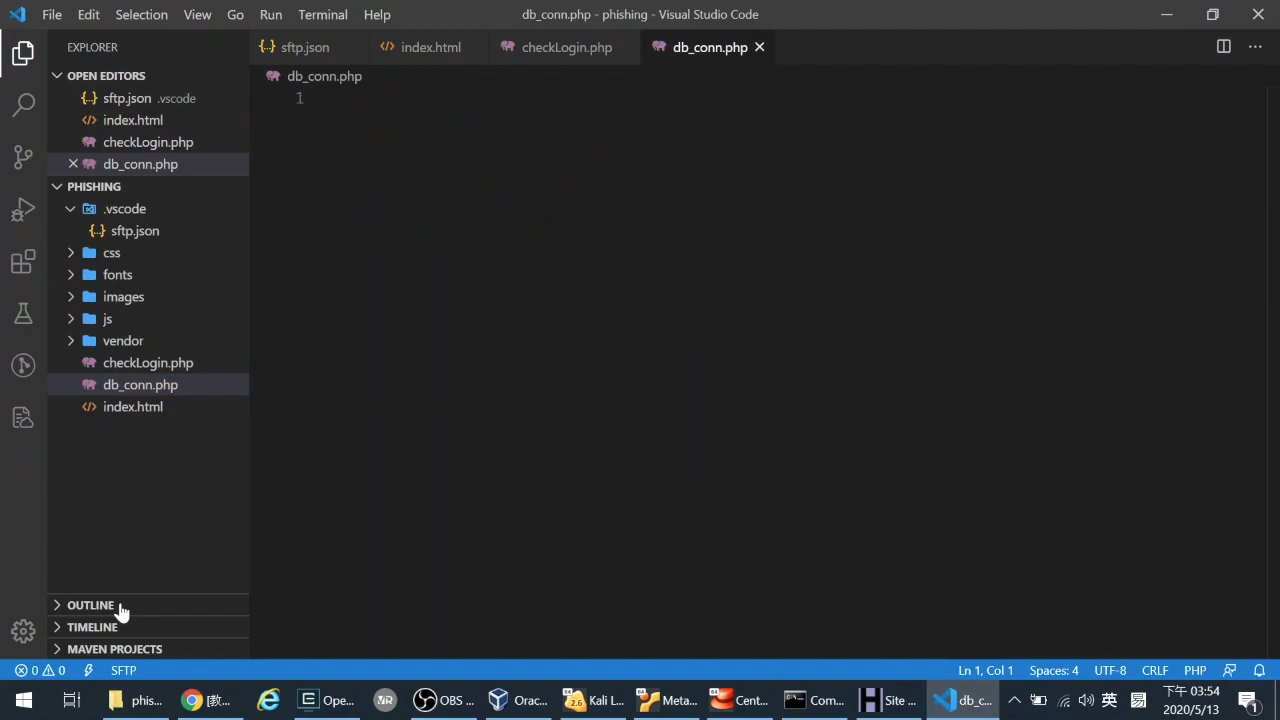 File Edit Selection View Go Run Terminal Help
db_conn.php - phishing - Visual Studio Code
EXPLORER
sftp.json
index.html
checkLogin.php
db_conn.php
OPEN EDITORS
sftp.json .vscode
index.html
checkLogin.php
db_conn.php
db_conn.php
1
PHISHING
.vscode
sftp.json
css
fonts
images
js
vendor
checkLogin.php
db_conn.php
index.html
OUTLINE
TIMELINE
MAVEN PROJECTS
0 0 SFTP
Ln 1, Col 1 Spaces: 4 UTF-8 CRLF PHP
phis...
Ope...
VR
OBS ...
Orac...
Kali L...
Meta...
Cent...
Com...
Site ...
db_c...
英
下午 03:54
2020/5/13
1